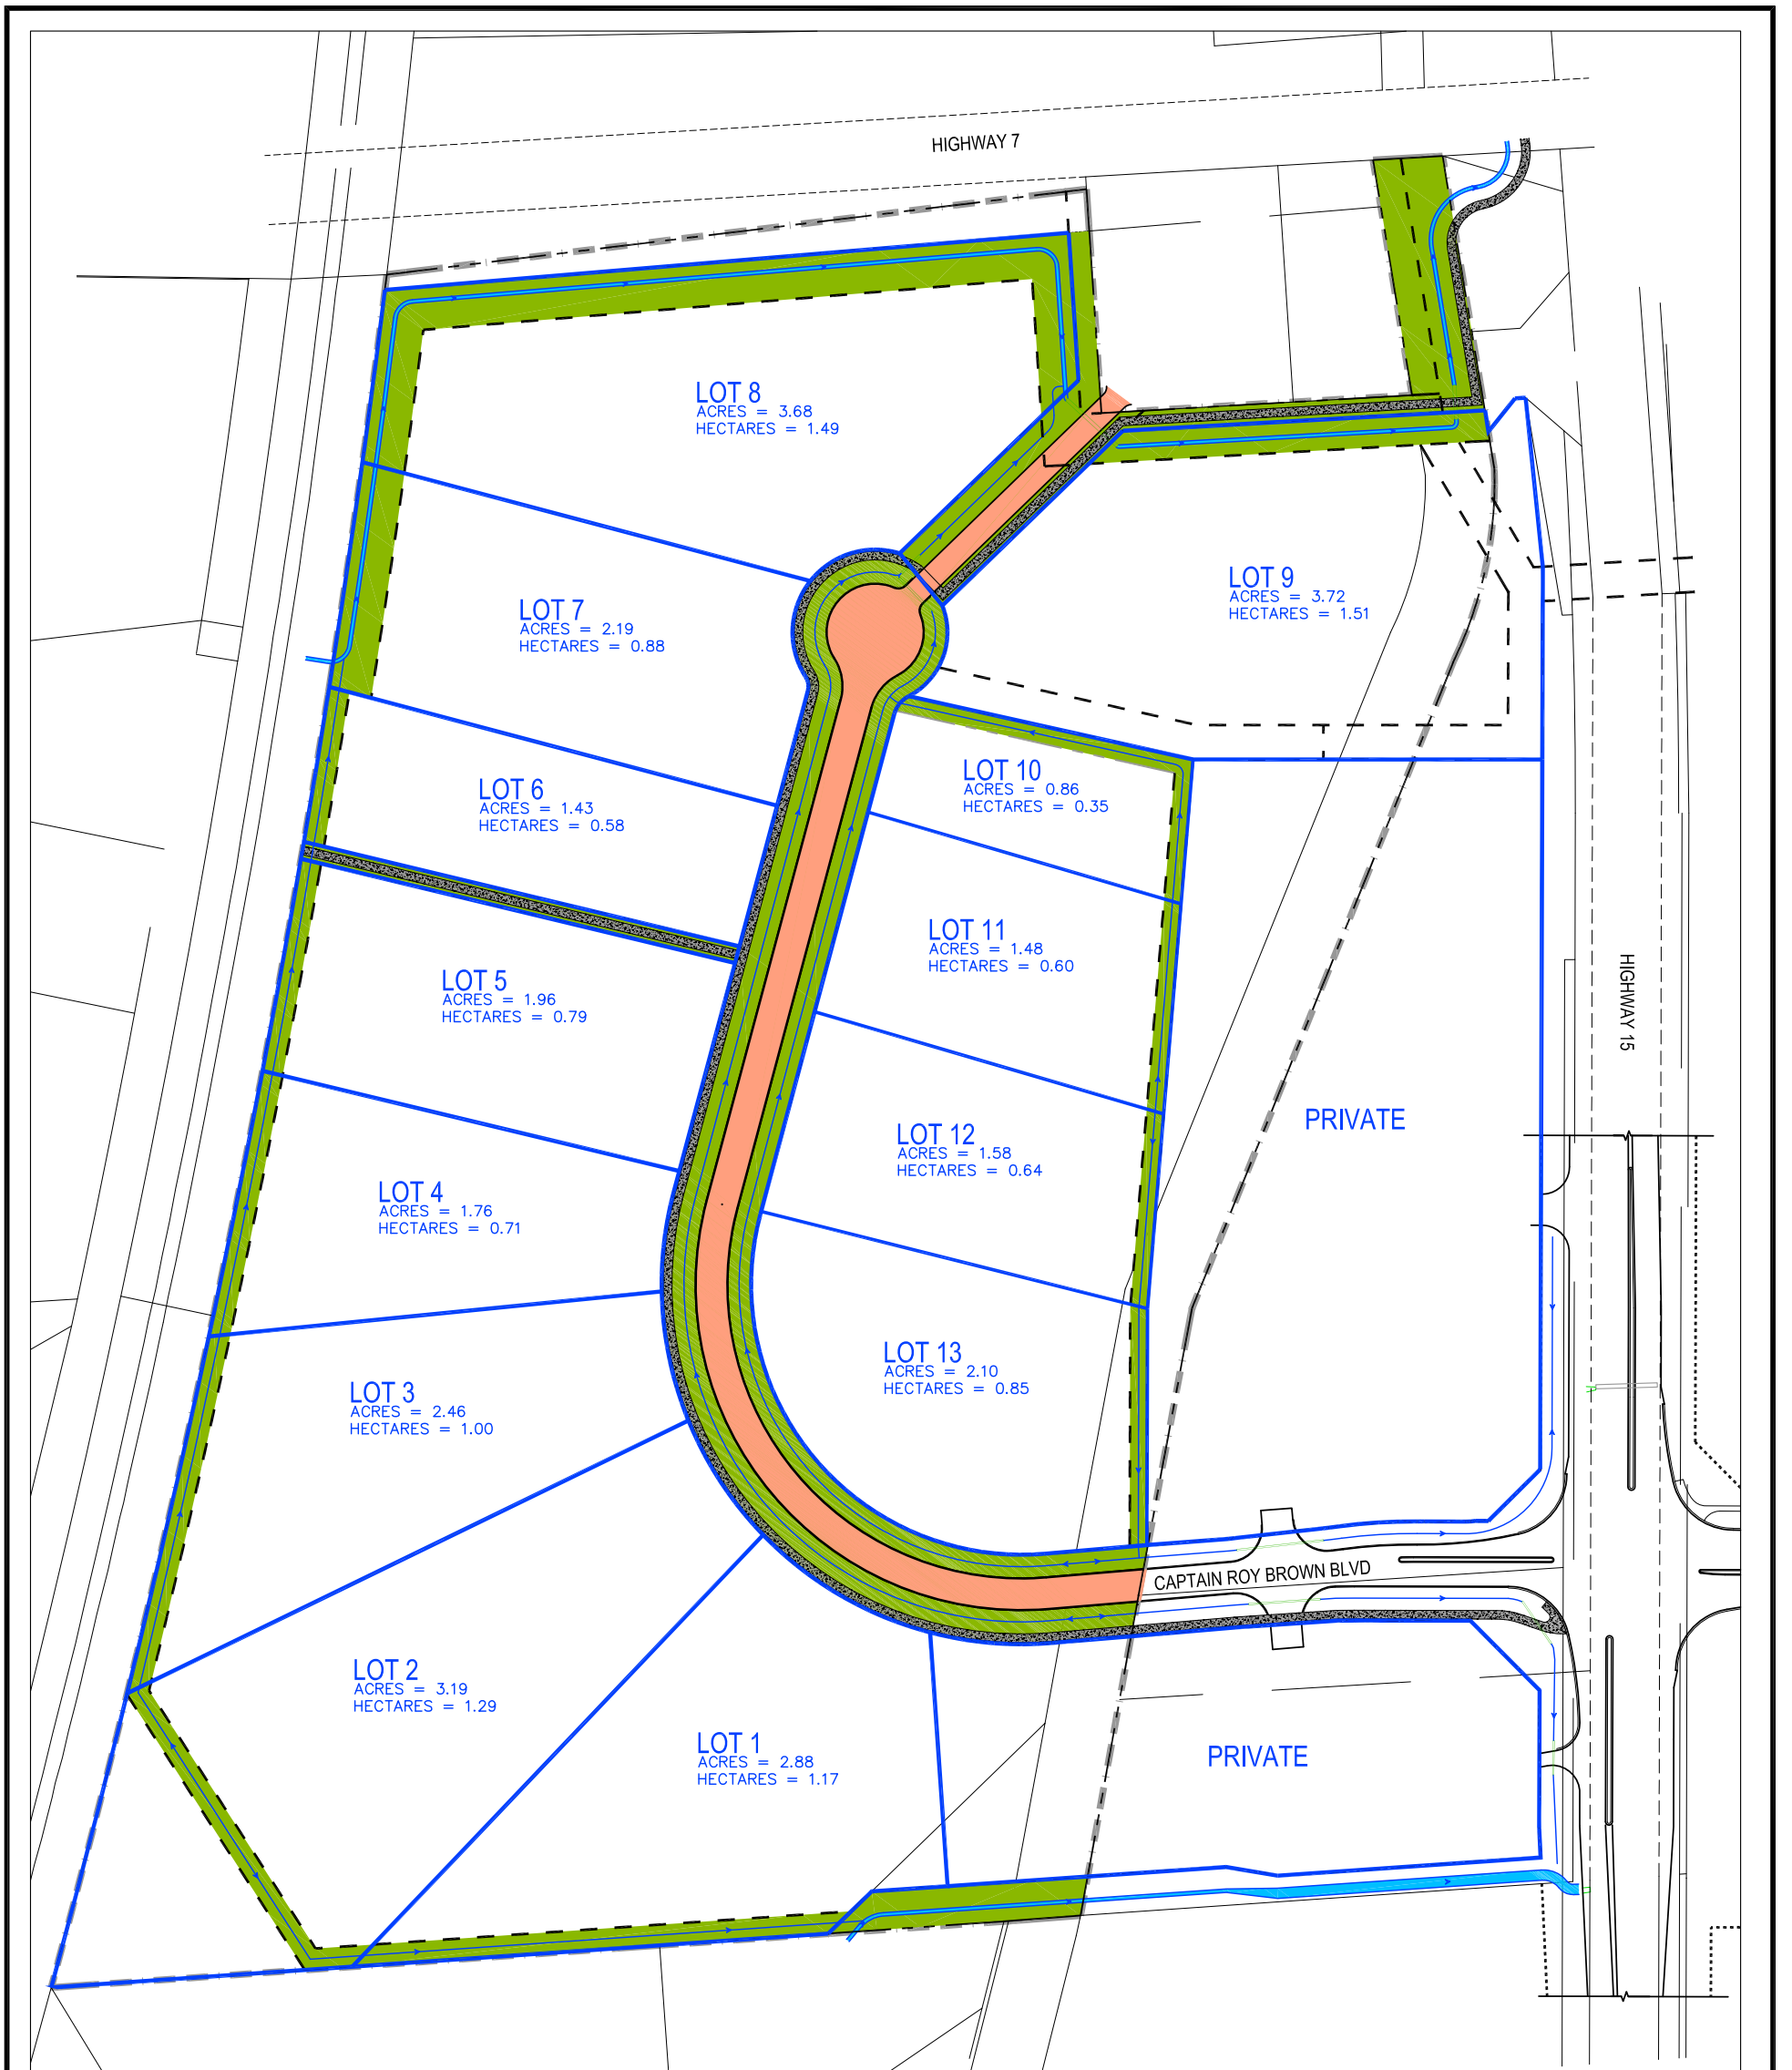 HIGHWAY 7
LOT 8
ACRES = 3.68
HECTARES = 1.49
LOT 9
ACRES = 3.72
HECTARES = 1.51
LOT 7
ACRES = 2.19
HECTARES = 0.88
LOT 10
ACRES = 0.86
HECTARES = 0.35
LOT 6
ACRES = 1.43
HECTARES = 0.58
LOT 11
ACRES = 1.48
HECTARES = 0.60
LOT 5
ACRES = 1.96
HECTARES = 0.79
HIGHWAY 15
PRIVATE
LOT 12
ACRES = 1.58
HECTARES = 0.64
LOT 4
ACRES = 1.76
HECTARES = 0.71
LOT 13
ACRES = 2.10
HECTARES = 0.85
LOT 3
ACRES = 2.46
HECTARES = 1.00
CAPTAIN ROY BROWN BLVD
LOT 2
ACRES = 3.19
HECTARES = 1.29
LOT 1
ACRES = 2.88
HECTARES = 1.17
PRIVATE